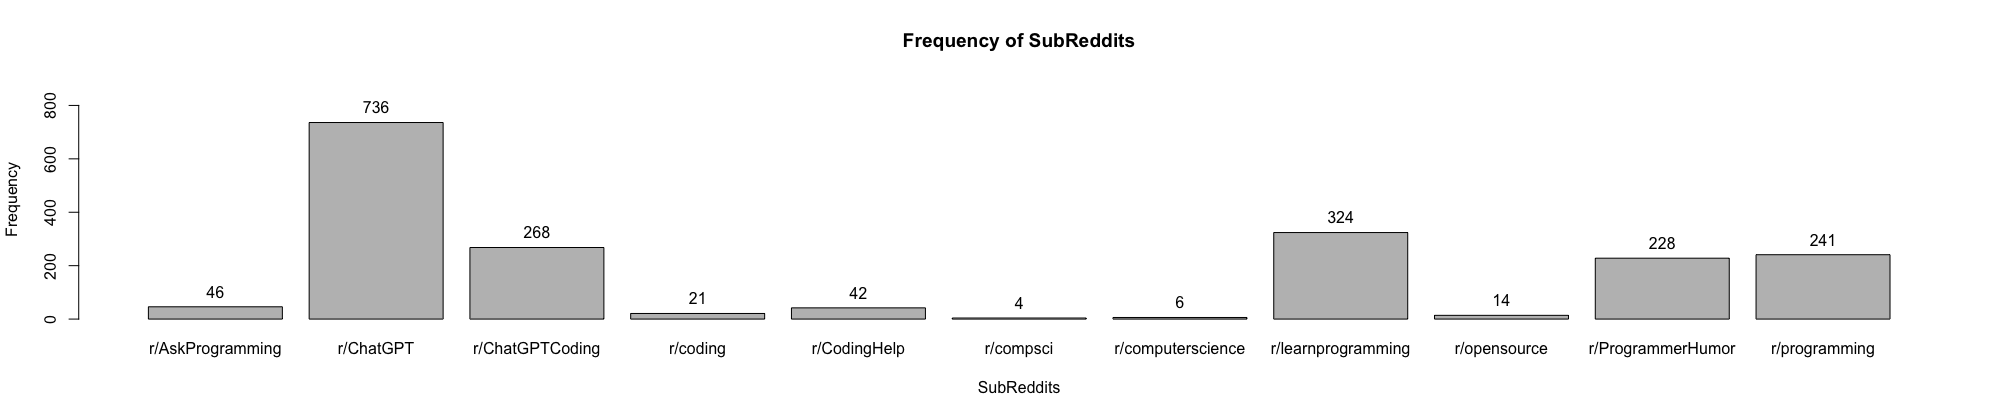 Frequency of SubReddits
Frequency
0
200
400
600
800
46
736
268
21
42
4
6
324
14
228
241
r/AskProgramming
r/ChatGPT
r/ChatGPTCoding
r/coding
r/CodingHelp
r/compsci
r/computerscience
r/learnprogramming
r/opensource
r/ProgrammerHumor
r/programming
SubReddits